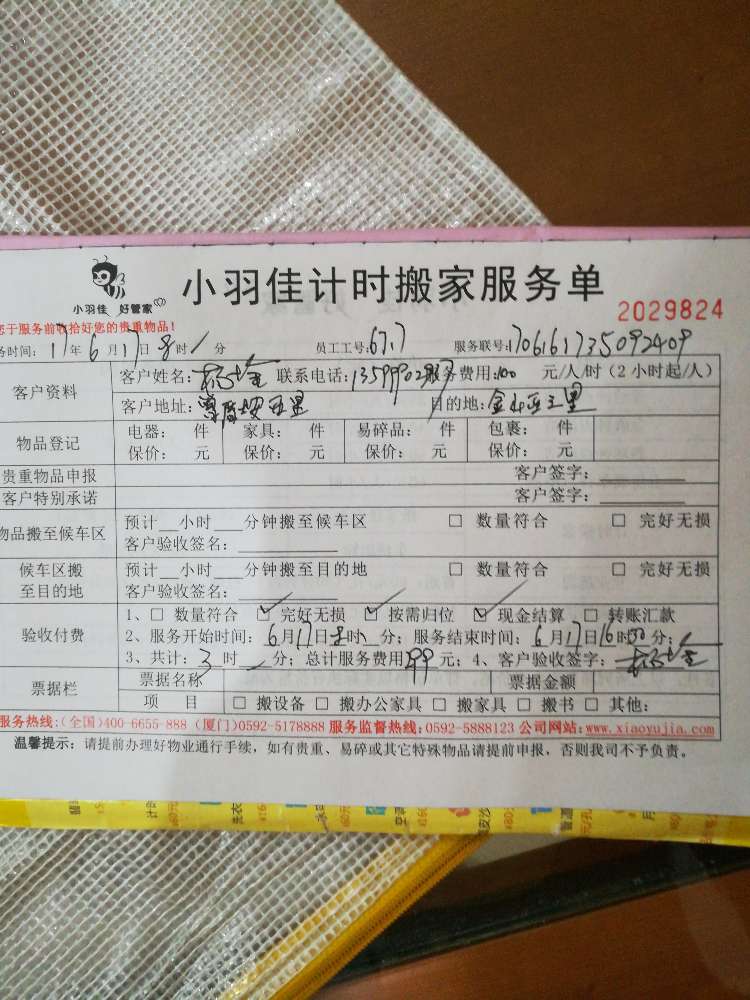 小羽佳 好管家
小羽佳计时搬家服务单
2029824
您于服务前收拾好您的贵重物品！
务时间：17年6月17日 时 分 员工工号：6717 服务联号：1706161735092409
客户资料
客户姓名： 联系电话： 服务费用：100 元/人/时（2小时起/人）
客户地址： 目的地：
物品登记
电器： 件 家具： 件 易碎品： 件 包裹： 件
保价： 元 保价： 元 保价： 元 保价： 元
贵重物品申报 客户签字：
客户特别承诺 客户签字：
物品搬至候车区
预计__小时___分钟搬至候车区 □ 数量符合 □ 完好无损
客户验收签名：
候车区搬至目的地
预计__小时___分钟搬至目的地 □ 数量符合 □ 完好无损
客户验收签名：
验收付费
1、□ 数量符合 ☑ 完好无损 ☑ 按需归位 ☑ 现金结算 □ 转账汇款
2、服务开始时间：6月17日 时 分；服务结束时间：6月17日16时 分；
3、共计：3时 分；总计服务费用 元；4、客户验收签字：
票据栏
票据名称 票据金额
项 目 □ 搬设备 □ 搬办公家具 □ 搬家具 □ 搬书 □ 其他：
服务热线：（全国）400-6655-888（厦门）0592-5178888 服务监督热线：0592-5888123 公司网站：www.xiaoyujia.com
温馨提示：请提前办理好物业通行手续，如有贵重、易碎或其它特殊物品请提前申报，否则我司不予负责。